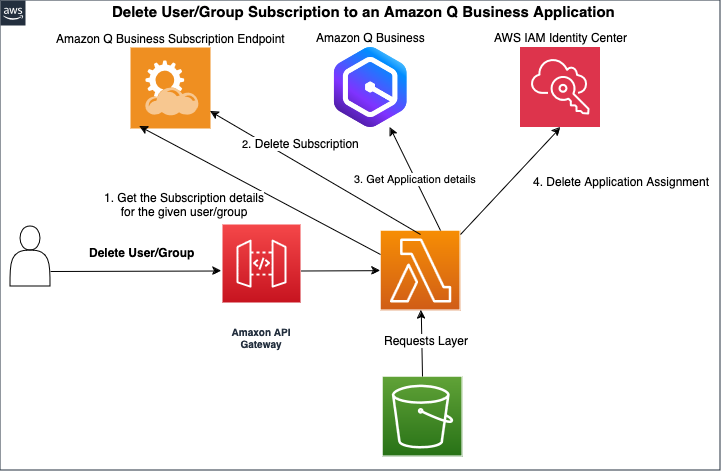 aws
Delete User/Group Subscription to an Amazon Q Business Application
Amazon Q Business Subscription Endpoint
Amazon Q Business
AWS IAM Identity Center
2. Delete Subscription
3. Get Application details
4. Delete Application Assignment
1. Get the Subscription details
for the given user/group
Delete User/Group
</>
Amaxon API
Gateway
Requests Layer